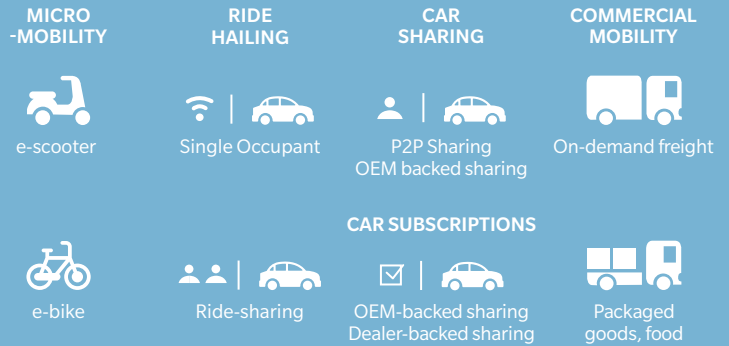 MICRO
-MOBILITY
e-scooter
e-bike
RIDE
HAILING
Single Occupant
Ride-sharing
CAR
SHARING
P2P Sharing
OEM backed sharing
CAR SUBSCRIPTIONS
OEM-backed sharing
Dealer-backed sharing
COMMERCIAL
MOBILITY
On-demand freight
Packaged
goods, food